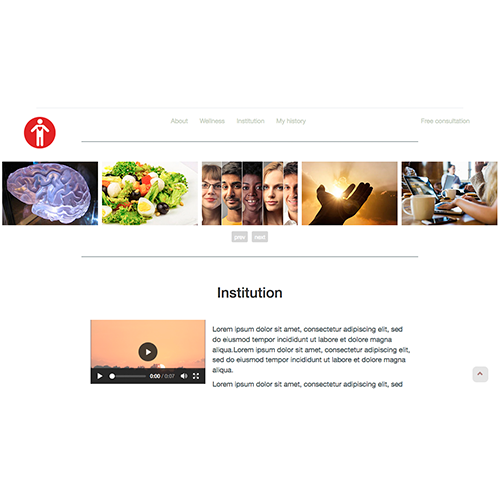 About Wellness Institution My history Free consultation
prev next
Institution
Lorem ipsum dolor sit amet, consectetur adipiscing elit, sed
do eiusmod tempor incididunt ut labore et dolore magna
aliqua.Lorem ipsum dolor sit amet, consectetur adipiscing
elit, sed do eiusmod tempor incididunt ut labore et dolore magna
aliqua.
0:00 / 0:07
Lorem ipsum dolor sit amet, consectetur adipiscing elit, sed